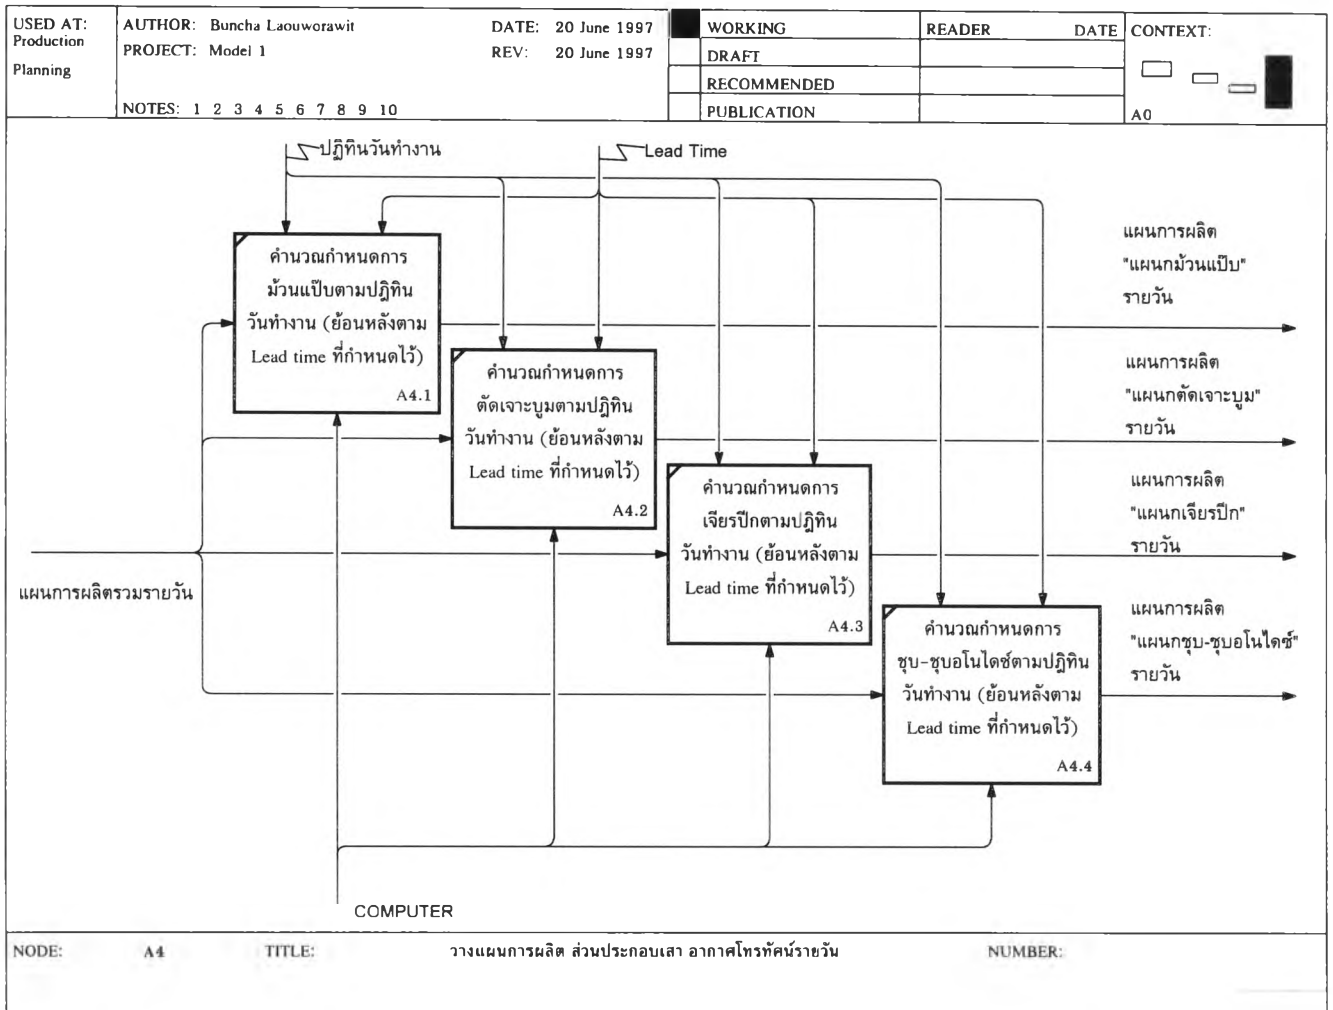 USED AT:
Production
Planning
AUTHOR: Buncha Laouworawit
DATE: 20 June 1997
PROJECT: Model 1
REV: 20 June 1997
NOTES: 1 2 3 4 5 6 7 8 9 10
WORKING
DRAFT
RECOMMENDED
PUBLICATION
READER DATE
CONTEXT:
A0
ปฏิทินวันทำงาน
Lead Time
คำนวณกำหนดการ
ม้วนแป๊บตามปฏิทิน
วันทำงาน (ย้อนหลังตาม
Lead time ที่กำหนดไว้)
A4.1
คำนวณกำหนดการ
ตัดเจาะบูมตามปฏิทิน
วันทำงาน (ย้อนหลังตาม
Lead time ที่กำหนดไว้)
A4.2
คำนวณกำหนดการ
เจียรปีกตามปฏิทิน
วันทำงาน (ย้อนหลังตาม
Lead time ที่กำหนดไว้)
A4.3
คำนวณกำหนดการ
ชุบ-ชุบอโนไดซ์ตามปฏิทิน
วันทำงาน (ย้อนหลังตาม
Lead time ที่กำหนดไว้)
A4.4
แผนการผลิต
"แผนกม้วนแป๊บ"
รายวัน
แผนการผลิต
"แผนกตัดเจาะบูม"
รายวัน
แผนการผลิต
"แผนกเจียรปีก"
รายวัน
แผนการผลิต
"แผนกชุบ-ชุบอโนไดซ์"
รายวัน
แผนการผลิตรวมรายวัน
COMPUTER
NODE: A4
TITLE: วางแผนการผลิต ส่วนประกอบเสา อากาศโทรทัศน์รายวัน
NUMBER: